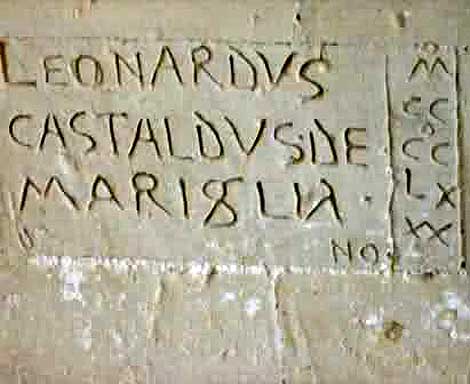 LEONARDVS
CASTALDVS·DE
MARIGLIA·
NO
M
CC
CC
LX
XX